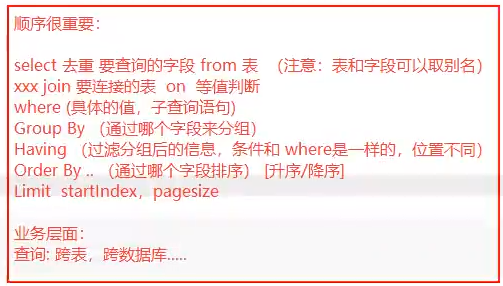 顺序很重要：
select 去重 要查询的字段 from 表 （注意：表和字段可以取别名）
xxx join 要连接的表 on 等值判断
where (具体的值，子查询语句)
Group By （通过哪个字段来分组）
Having （过滤分组后的信息，条件和 where是一样的，位置不同）
Order By .. （通过哪个字段排序） [升序/降序]
Limit startIndex，pagesize
业务层面：
查询: 跨表，跨数据库.....